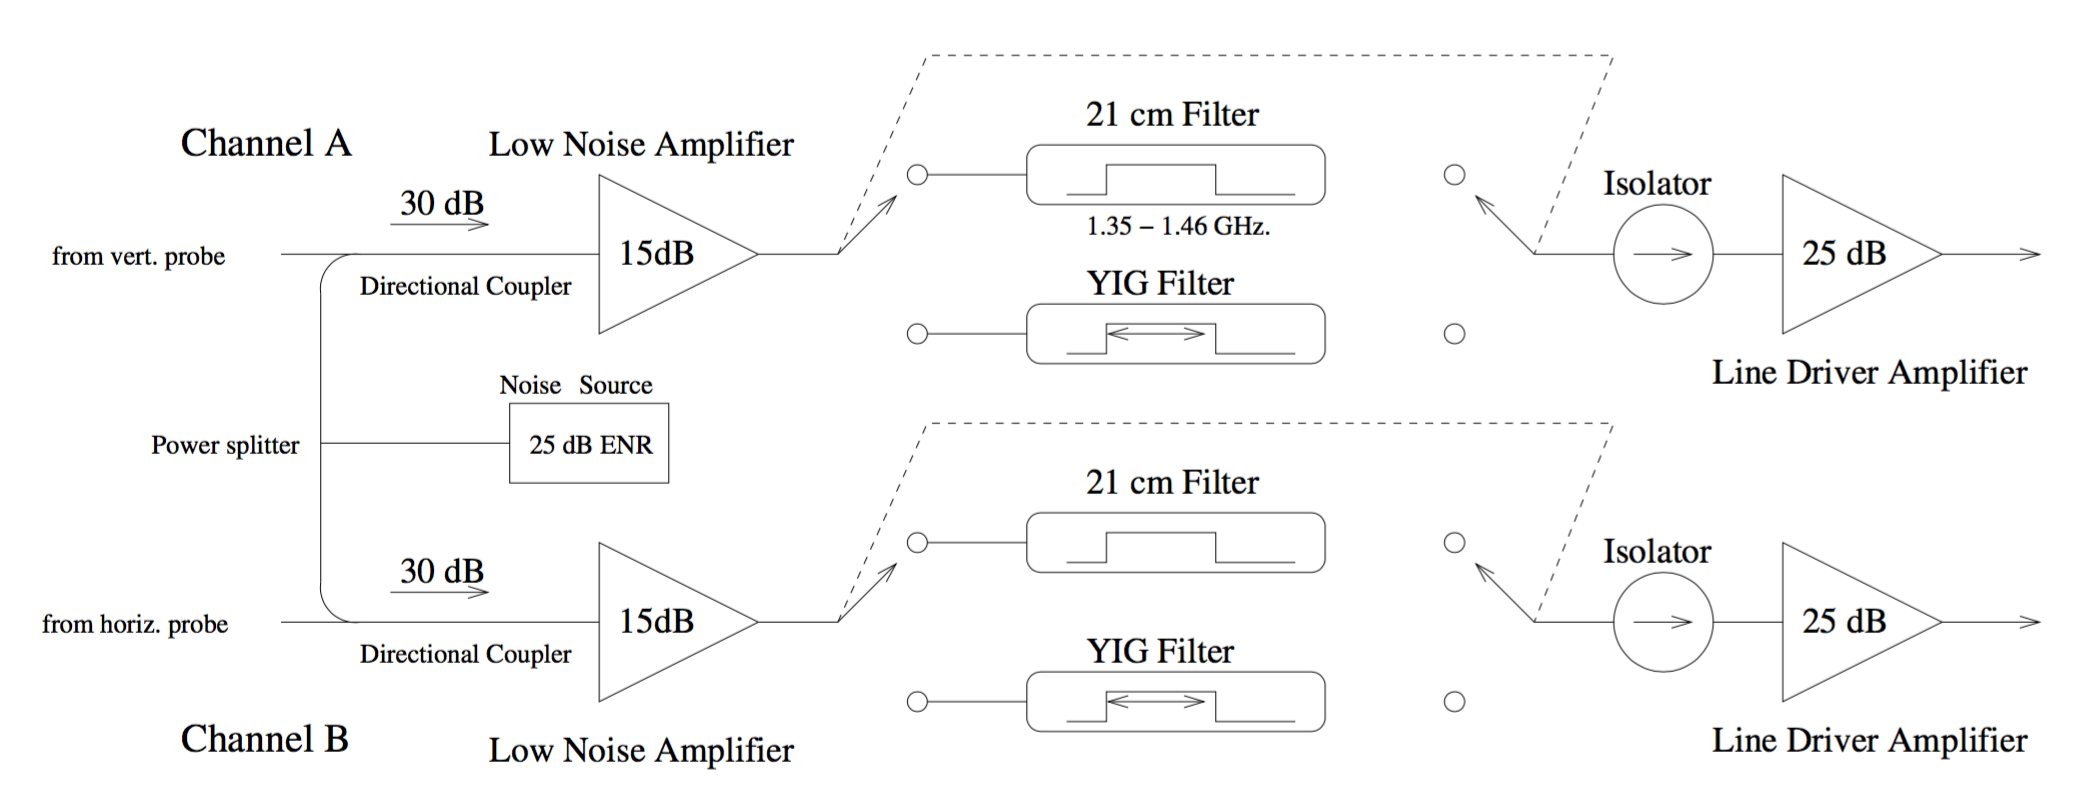 Channel A
Low Noise Amplifier
21 cm Filter
30 dB
Isolator
from vert. probe
15dB
1.35 – 1.46 GHz.
25 dB
Directional Coupler
YIG Filter
Line Driver Amplifier
Noise Source
Power splitter
25 dB ENR
21 cm Filter
30 dB
Isolator
from horiz. probe
15dB
25 dB
Directional Coupler
YIG Filter
Channel B
Low Noise Amplifier
Line Driver Amplifier